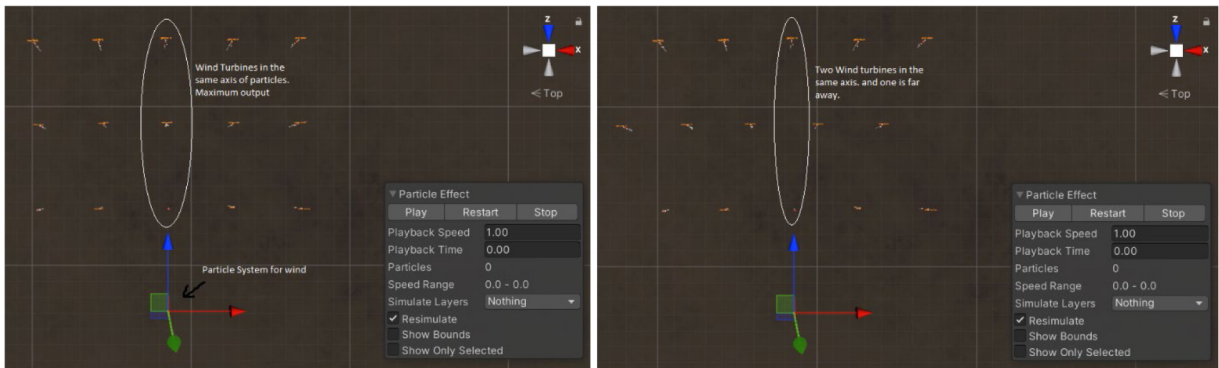 z
x
< Top
Wind Turbines in the
same axis of particles.
Maximum output
Particle System for wind
Particle Effect
Play Restart Stop
Playback Speed 1.00
Playback Time 0.00
Particles 0
Speed Range 0.0 - 0.0
Simulate Layers Nothing
Resimulate
Show Bounds
Show Only Selected
z
x
< Top
Two Wind turbines in the
same axis. and one is far
away.
Particle Effect
Play Restart Stop
Playback Speed 1.00
Playback Time 0.00
Particles 0
Speed Range 0.0 - 0.0
Simulate Layers Nothing
Resimulate
Show Bounds
Show Only Selected